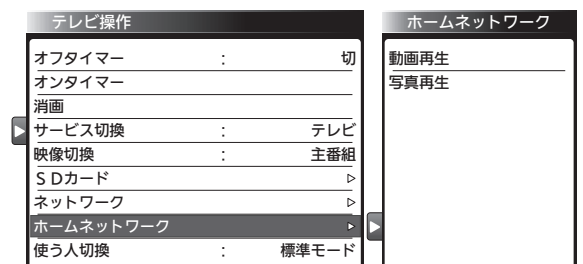 テレビ操作
オフタイマー : 切
オンタイマー
消画
サービス切換 : テレビ
映像切換 : 主番組
SDカード
ネットワーク
ホームネットワーク
使う人切換 : 標準モード
ホームネットワーク
動画再生
写真再生